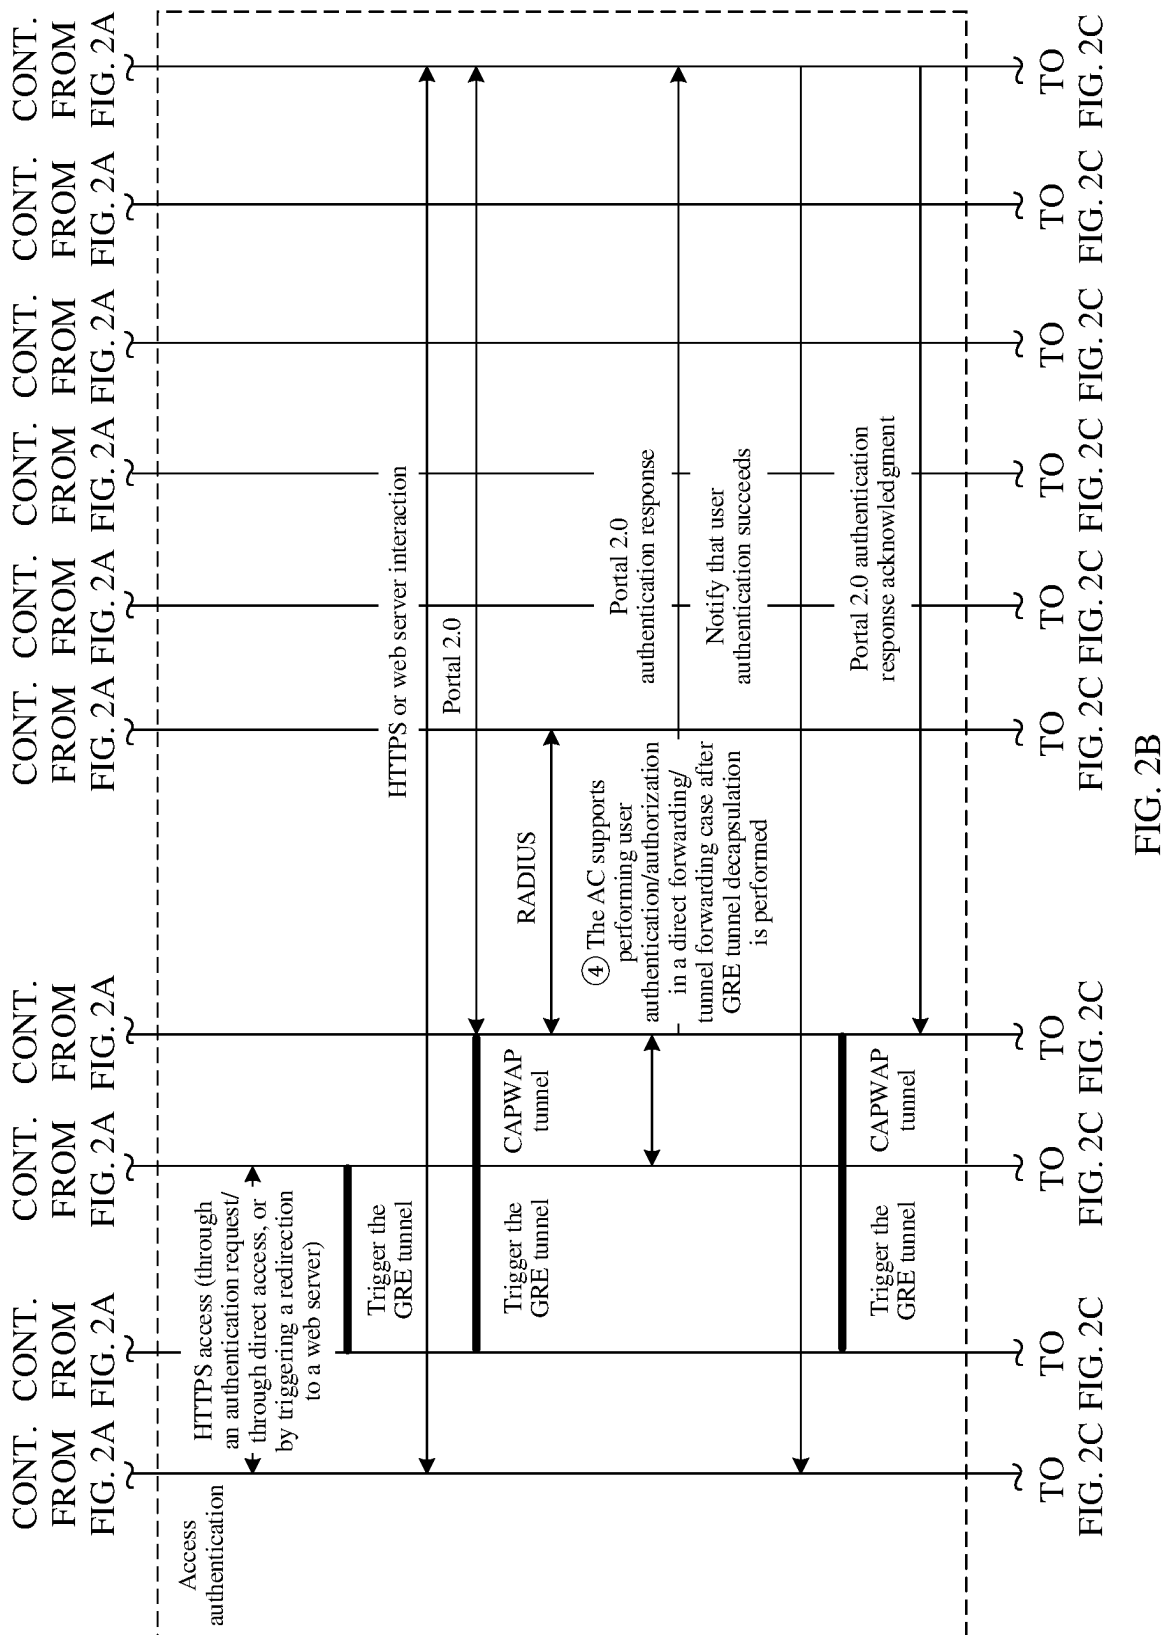 CONT.
FROM
FIG. 2A
CONT.
FROM
FIG. 2A
CONT.
FROM
FIG. 2A
CONT.
FROM
FIG. 2A
CONT.
FROM
FIG. 2A
CONT.
FROM
FIG. 2A
CONT.
FROM
FIG. 2A
CONT.
FROM
FIG. 2A
CONT.
FROM
FIG. 2A
CONT.
FROM
FIG. 2A
Access
authentication
HTTPS access (through
an authentication request/
through direct access, or
by triggering a redirection
to a web server)
Trigger the
GRE tunnel
HTTPS or web server interaction
Portal 2.0
Trigger the
GRE tunnel
CAPWAP
tunnel
RADIUS
④ The AC supports
performing user
authentication/authorization
in a direct forwarding/
tunnel forwarding case after
GRE tunnel decapsulation
is performed
Portal 2.0
authentication response
Notify that user
authentication succeeds
Trigger the
GRE tunnel
CAPWAP
tunnel
Portal 2.0 authentication
response acknowledgment
TO
FIG. 2C
TO
FIG. 2C
TO
FIG. 2C
TO
FIG. 2C
TO
FIG. 2C
TO
FIG. 2C
TO
FIG. 2C
TO
FIG. 2C
TO
FIG. 2C
TO
FIG. 2C
FIG. 2B